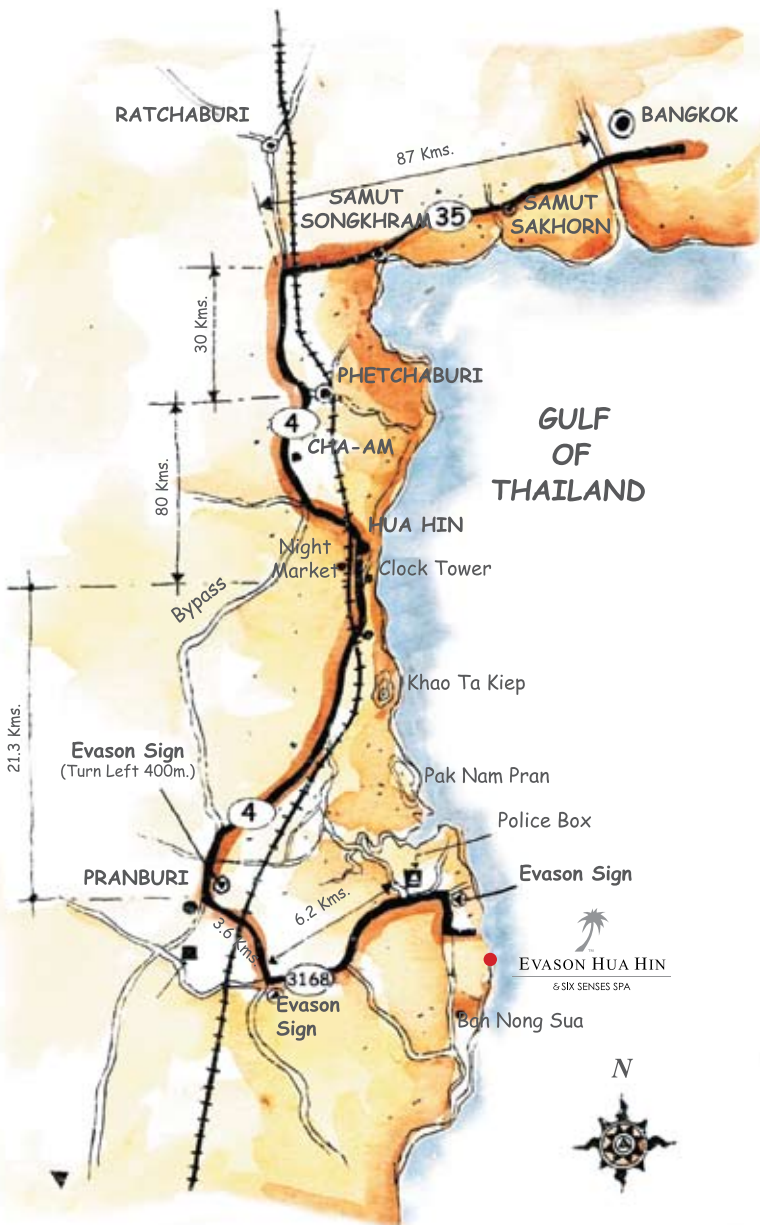 RATCHABURI
BANGKOK
87 Kms.
SAMUT
SONGKHRAM
35
SAMUT
SAKHORN
30 Kms.
PHETCHABURI
4
CHA-AM
GULF
OF
THAILAND
80 Kms.
HUA HIN
Night
Market
Clock Tower
Bypass
Khao Ta Kiep
21.3 Kms.
Evason Sign
(Turn Left 400m.)
Pak Nam Pran
4
Police Box
PRANBURI
Evason Sign
6.2 Kms.
3.6 Kms.
EVASON HUA HIN
& SIX SENSES SPA
3168
Evason
Sign
Ban Nong Sua
N